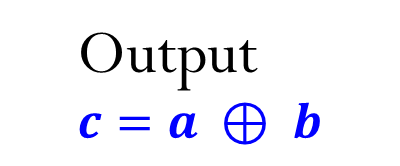 Output
c = a ⊕ b